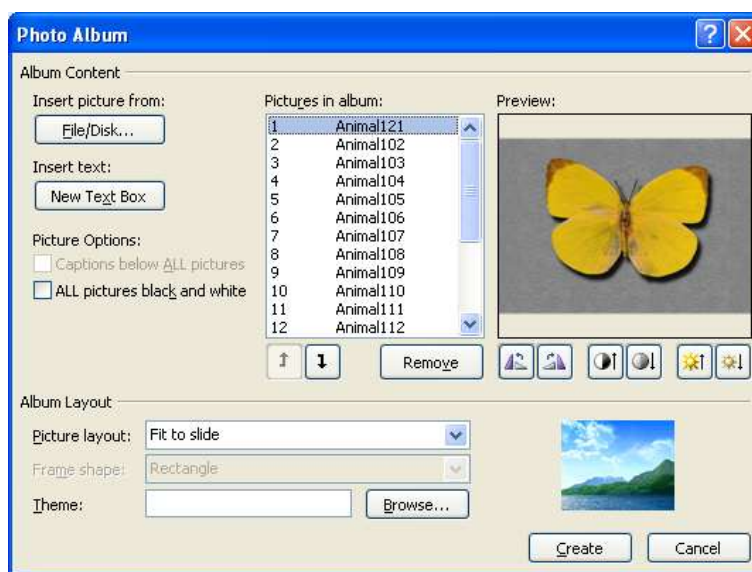 Photo Album
Album Content
Insert picture from:
File/Disk...
Insert text:
New Text Box
Picture Options:
Captions below ALL pictures
ALL pictures black and white
Pictures in album:
1 Animal121
2 Animal102
3 Animal103
4 Animal104
5 Animal105
6 Animal106
7 Animal107
8 Animal108
9 Animal109
10 Animal110
11 Animal111
12 Animal112
Remove
Preview:
Album Layout
Picture layout: Fit to slide
Frame shape: Rectangle
Theme:
Browse...
Create
Cancel